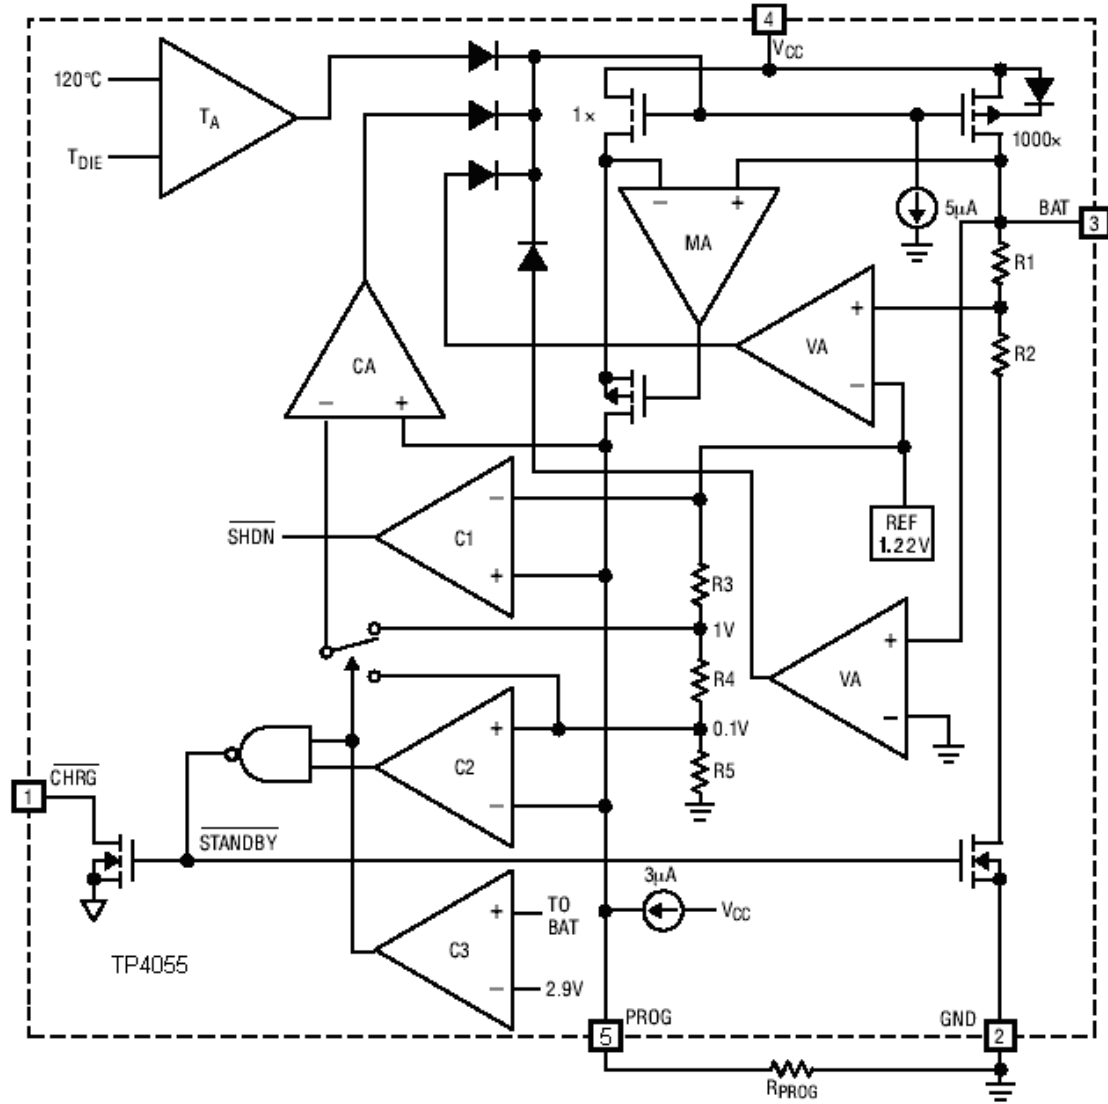 4
VCC
120°C
TA
TDIE
1×
1000×
5µA
BAT
3
− +
MA
R1
+
VA
−
R2
CA
− +
REF
1.22V
SHDN
−
C1
+
R3
1V
R4
+
VA
−
0.1V
+
C2
−
R5
CHRG
1
STANDBY
3µA
VCC
+
TO
BAT
C3
−
2.9V
TP4055
PROG
5
GND
2
RPROG